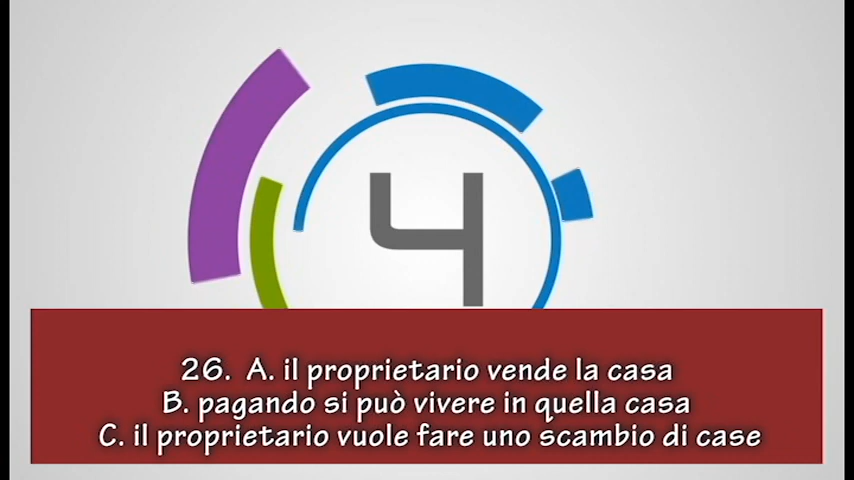 4
26. A. il proprietario vende la casa
B. pagando si può vivere in quella casa
C. il proprietario vuole fare uno scambio di case